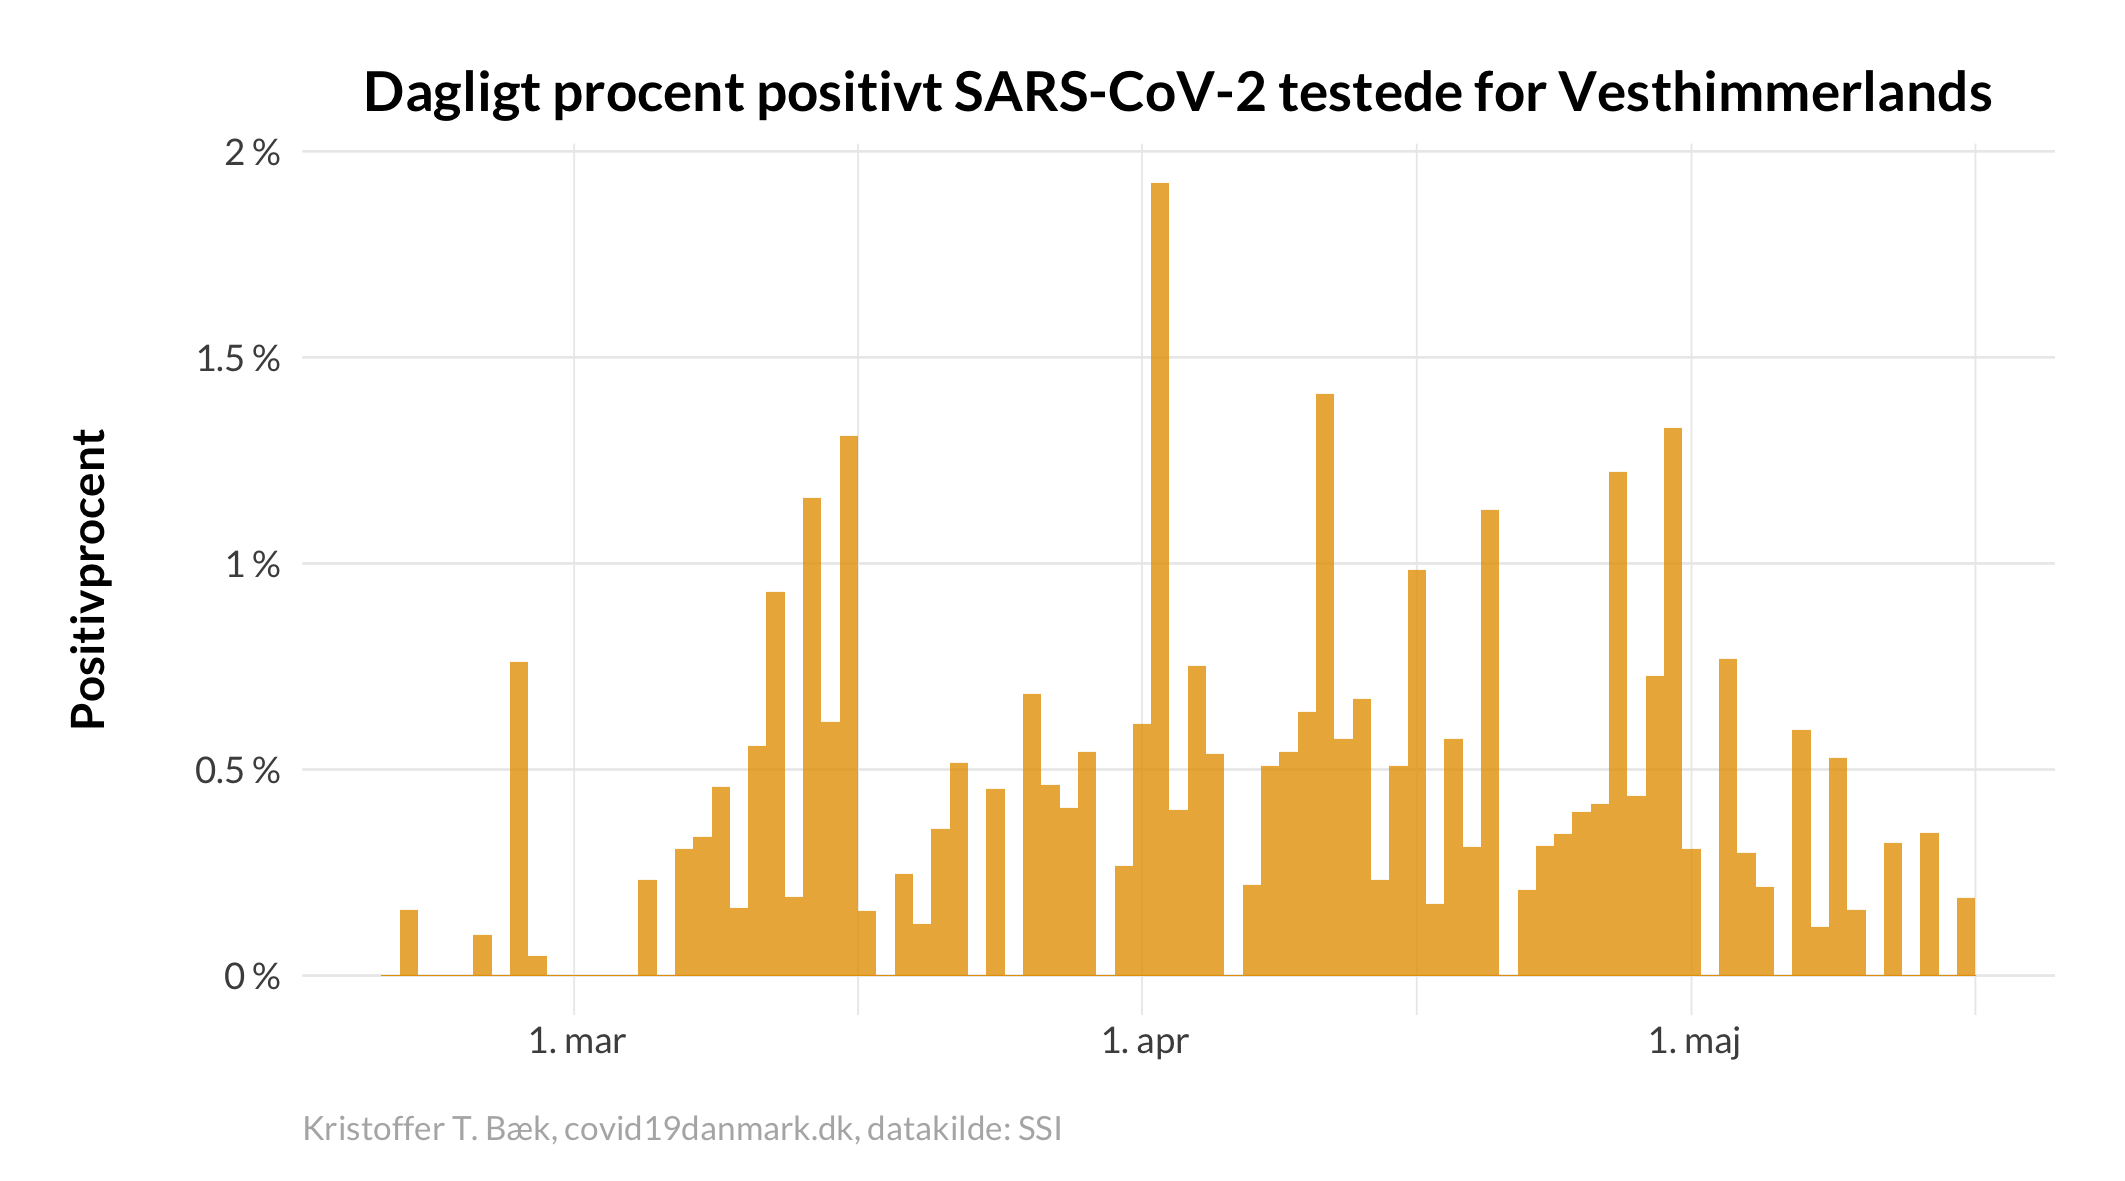 Dagligt procent positivt SARS-CoV-2 testede for Vesthimmerlands
Positivprocent
2 %
1.5 %
1 %
0.5 %
0 %
1. mar
1. apr
1. maj
Kristoffer T. Bæk, covid19danmark.dk, datakilde: SSI